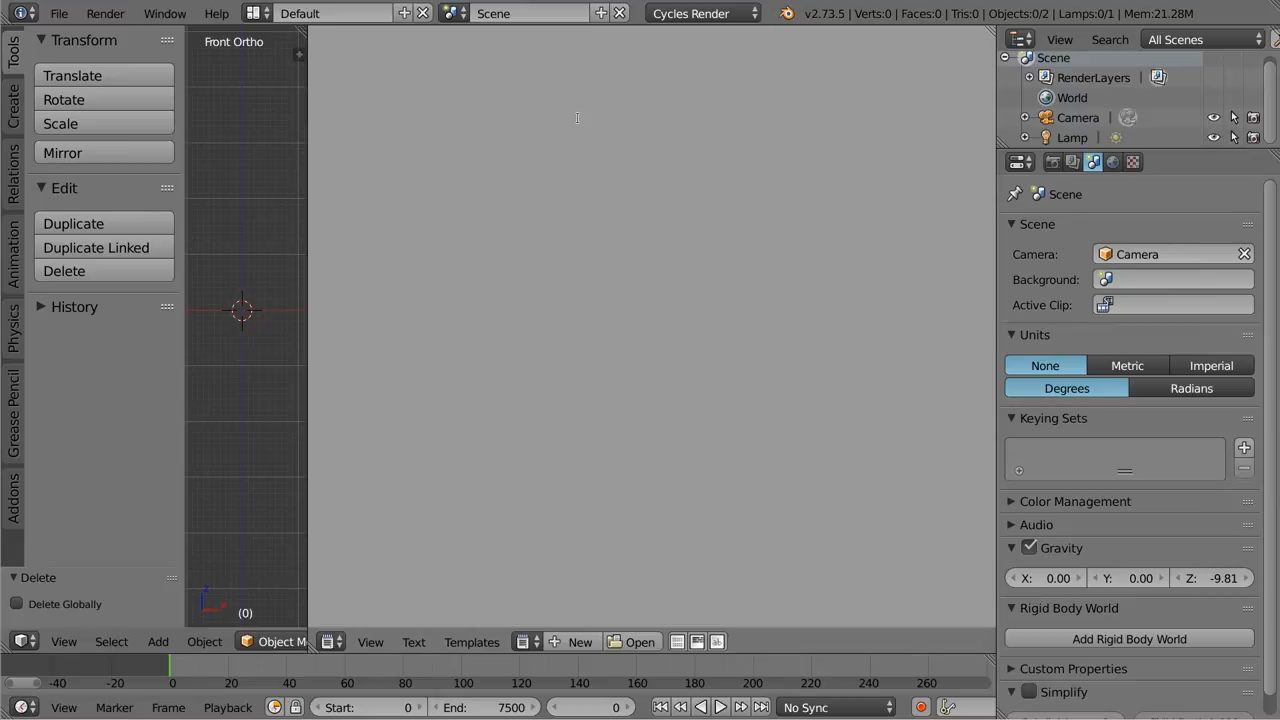 File Render Window Help Default Scene Cycles Render v2.73.5 | Verts:0 | Faces:0 | Tris:0 | Objects:0/2 | Lamps:0/1 | Mem:21.28M
Tools
Create
Relations
Animation
Physics
Grease Pencil
Addons
Transform
Translate
Rotate
Scale
Mirror
Edit
Duplicate
Duplicate Linked
Delete
History
Delete
Delete Globally
Front Ortho
z
x
(0)
View Select Add Object Object M
View Text Templates New Open
View Search All Scenes
Scene
RenderLayers
World
Camera
Lamp
Scene
Scene
Camera: Camera
Background:
Active Clip:
Units
None Metric Imperial
Degrees Radians
Keying Sets
Color Management
Audio
Gravity
X: 0.00 Y: 0.00 Z: -9.81
Rigid Body World
Add Rigid Body World
Custom Properties
Simplify
-40 -20 0 20 40 60 80 100 120 140 160 180 200 220 240 260
View Marker Frame Playback Start: 0 End: 7500 0 No Sync